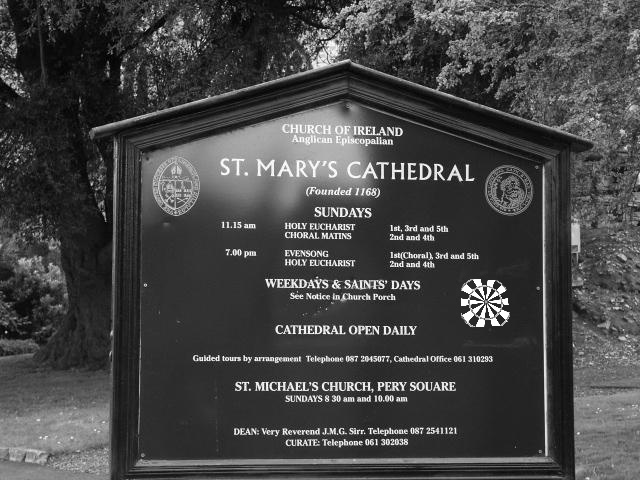 CHURCH OF IRELAND
Anglican Episcopalian
ST. MARY'S CATHEDRAL
(Founded 1168)
SUNDAYS
11.15 am HOLY EUCHARIST 1st, 3rd and 5th
CHORAL MATINS 2nd and 4th
7.00 pm EVENSONG 1st(Choral), 3rd and 5th
HOLY EUCHARIST 2nd and 4th
WEEKDAYS & SAINTS' DAYS
See Notice in Church Porch
CATHEDRAL OPEN DAILY
Guided tours by arrangement Telephone 087 2045077, Cathedral Office 061 310293
ST. MICHAEL'S CHURCH, PERY SQUARE
SUNDAYS 8 30 am and 10.00 am
DEAN: Very Reverend J.M.G. Sirr. Telephone 087 2541121
CURATE: Telephone 061 302038